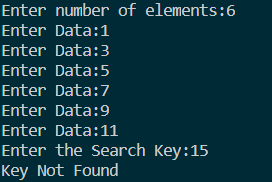 Enter number of elements:6
Enter Data:1
Enter Data:3
Enter Data:5
Enter Data:7
Enter Data:9
Enter Data:11
Enter the Search Key:15
Key Not Found